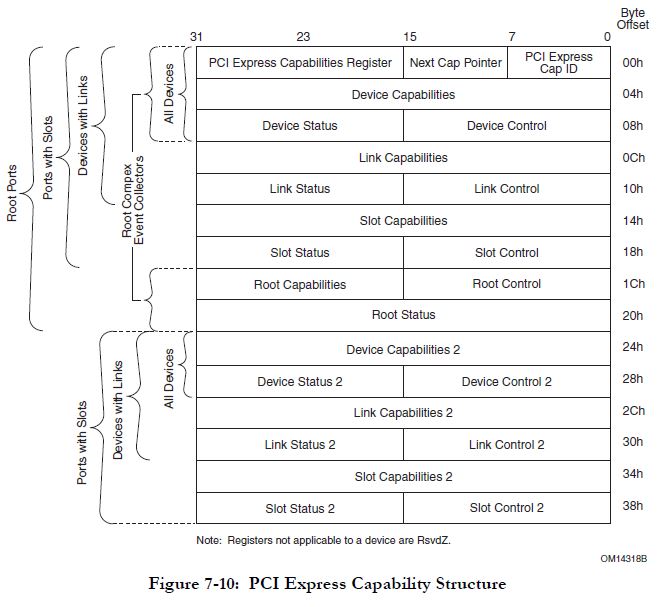 Byte
Offset
31 23 15 7 0
PCI Express Capabilities Register Next Cap Pointer PCI Express
Cap ID 00h
Device Capabilities 04h
Device Status Device Control 08h
Link Capabilities 0Ch
Link Status Link Control 10h
Slot Capabilities 14h
Slot Status Slot Control 18h
Root Capabilities Root Control 1Ch
Root Status 20h
Device Capabilities 2 24h
Device Status 2 Device Control 2 28h
Link Capabilities 2 2Ch
Link Status 2 Link Control 2 30h
Slot Capabilities 2 34h
Slot Status 2 Slot Control 2 38h
Root Ports
Ports with Slots
Devices with Links
Root Compex
Event Collectors
All Devices
Ports with Slots
Devices with Links
All Devices
Note: Registers not applicable to a device are RsvdZ.
OM14318B
Figure 7-10: PCI Express Capability Structure